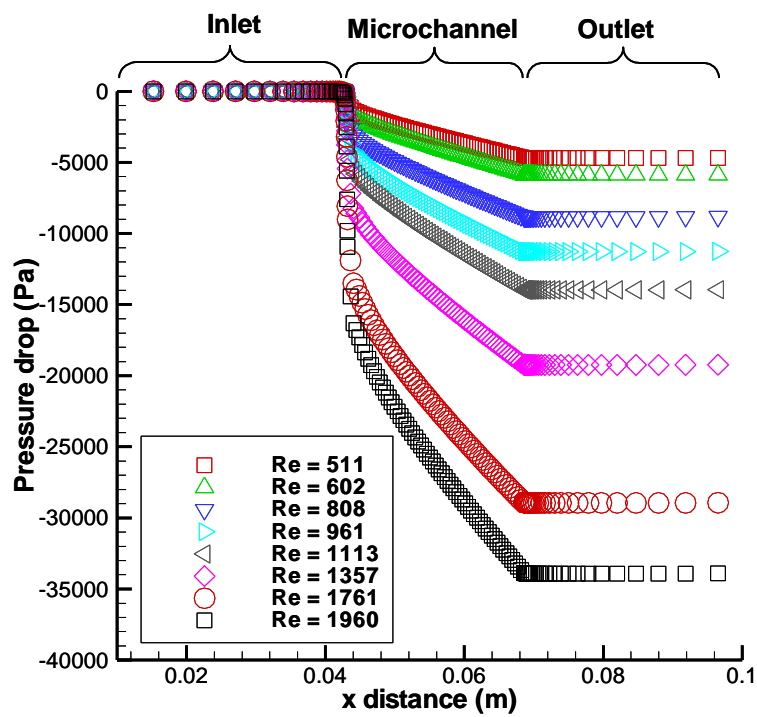 Inlet Microchannel Outlet
0
-5000
-10000
-15000
-20000
-25000
-30000
-35000
-40000
Pressure drop (Pa)
Re = 511
Re = 602
Re = 808
Re = 961
Re = 1113
Re = 1357
Re = 1761
Re = 1960
0.02 0.04 0.06 0.08 0.1
x distance (m)